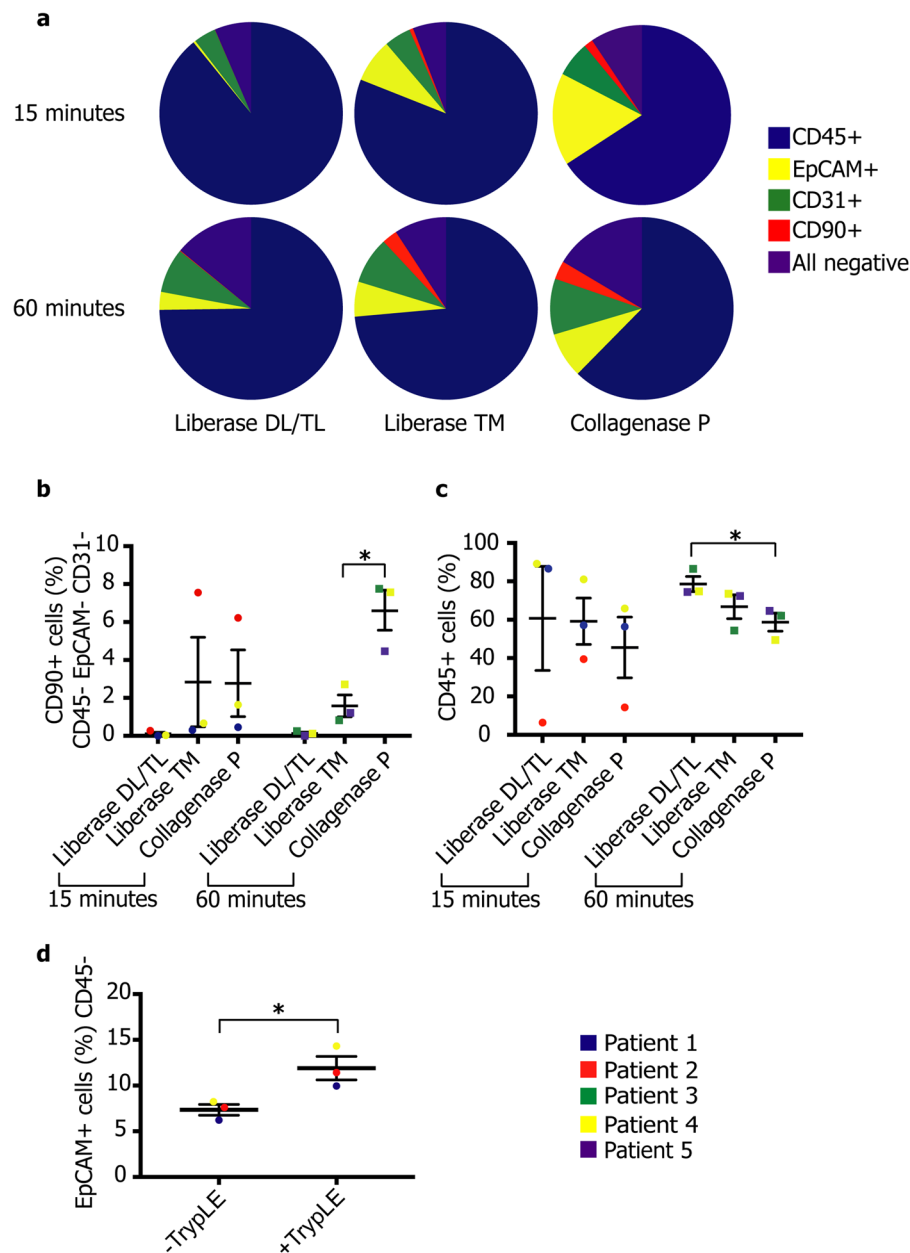 a
15 minutes
60 minutes
CD45+
EpCAM+
CD31+
CD90+
All negative
Liberase DL/TL
Liberase TM
Collagenase P
b
CD90+ cells (%)
CD45- EpCAM- CD31-
10
8
6
4
2
0
*
Liberase DL/TL
Liberase TM
Collagenase P
Liberase DL/TL
Liberase TM
Collagenase P
15 minutes
60 minutes
c
CD45+ cells (%)
100
80
60
40
20
0
*
Liberase DL/TL
Liberase TM
Collagenase P
Liberase DL/TL
Liberase TM
Collagenase P
15 minutes
60 minutes
d
EpCAM+ cells (%) CD45-
20
15
10
5
0
*
-TrypLE
+TrypLE
Patient 1
Patient 2
Patient 3
Patient 4
Patient 5